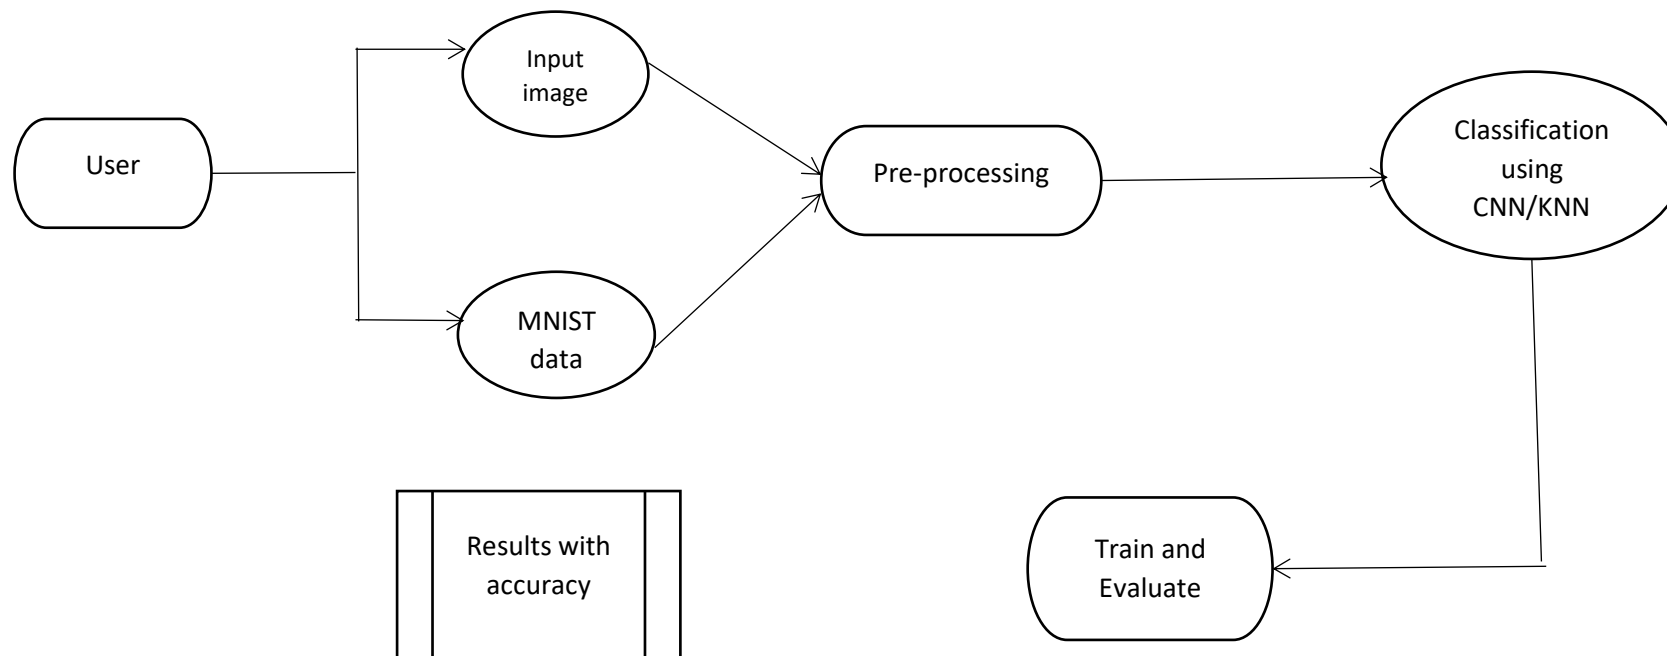 User
Input
image
MNIST
data
Pre-processing
Classification
using
CNN/KNN
Train and
Evaluate
Results with
accuracy